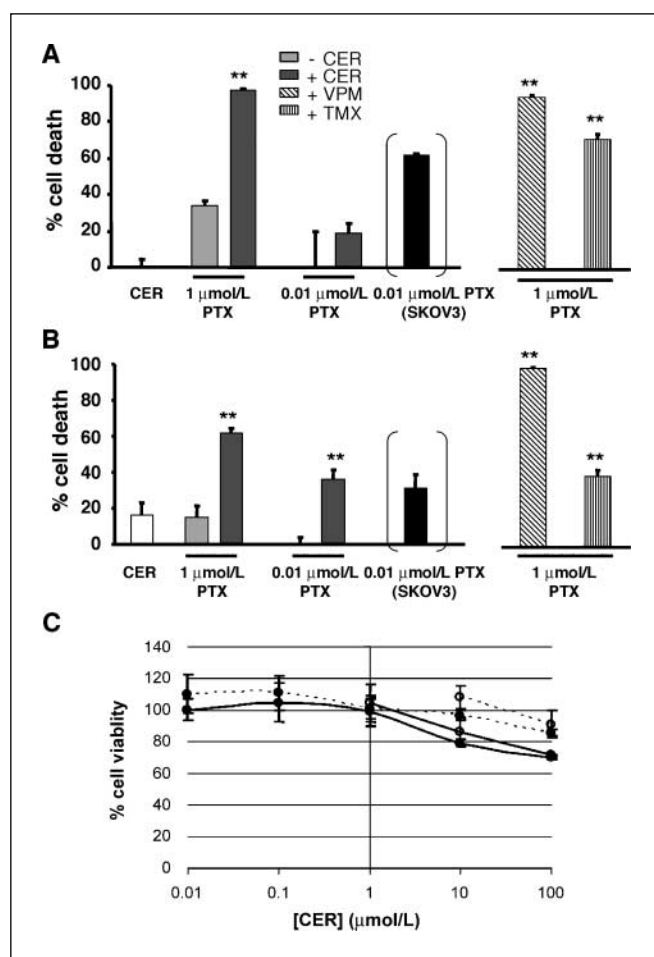 A
- CER
+ CER
+ VPM
+ TMX
% cell death
100
80
60
40
20
0
**
**
**
CER
1 μmol/L
PTX
0.01 μmol/L
PTX
0.01 μmol/L PTX
(SKOV3)
1 μmol/L
PTX
B
% cell death
100
80
60
40
20
0
**
**
**
**
CER
1 μmol/L
PTX
0.01 μmol/L
PTX
0.01 μmol/L PTX
(SKOV3)
1 μmol/L
PTX
C
% cell viablity
140
120
100
80
60
40
20
0
0.01
0.1
1
10
100
[CER] (μmol/L)